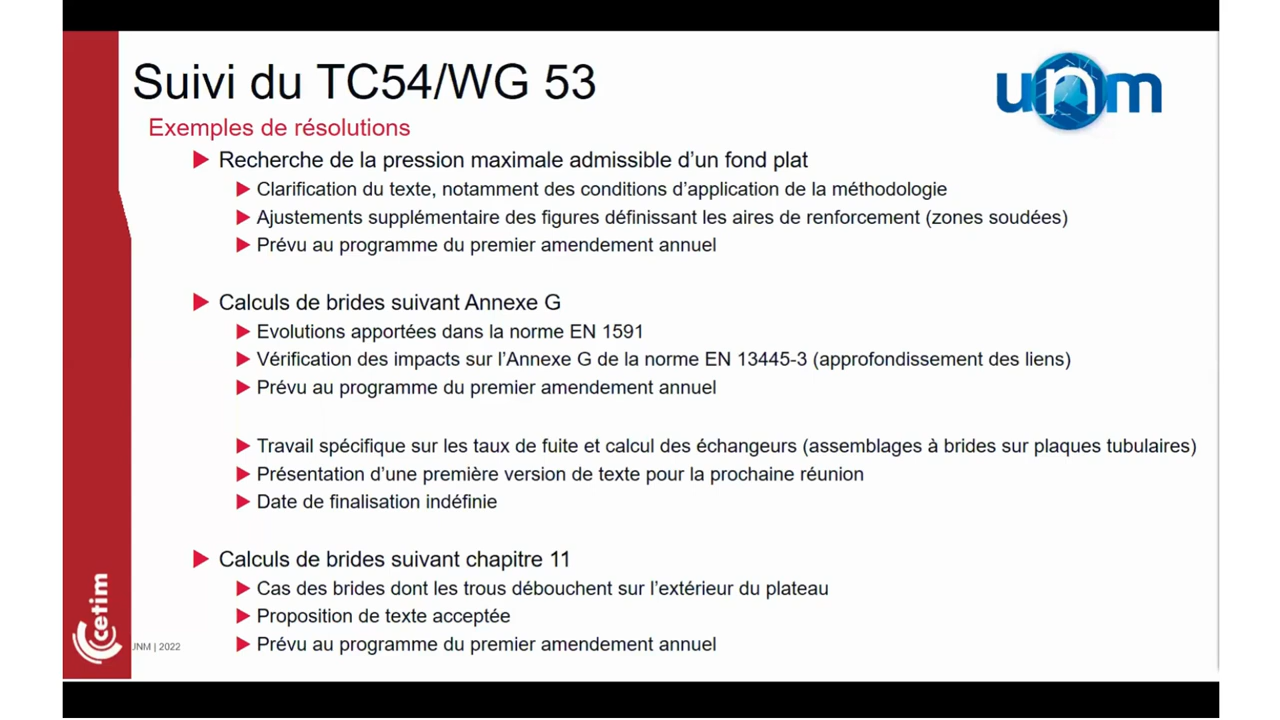 Suivi du TC54/WG 53
unm
Exemples de résolutions
Recherche de la pression maximale admissible d'un fond plat
Clarification du texte, notamment des conditions d'application de la méthodologie
Ajustements supplémentaire des figures définissant les aires de renforcement (zones soudées)
Prévu au programme du premier amendement annuel
Calculs de brides suivant Annexe G
Evolutions apportées dans la norme EN 1591
Vérification des impacts sur l'Annexe G de la norme EN 13445-3 (approfondissement des liens)
Prévu au programme du premier amendement annuel
Travail spécifique sur les taux de fuite et calcul des échangeurs (assemblages à brides sur plaques tubulaires)
Présentation d'une première version de texte pour la prochaine réunion
Date de finalisation indéfinie
Calculs de brides suivant chapitre 11
Cas des brides dont les trous débouchent sur l'extérieur du plateau
Proposition de texte acceptée
Prévu au programme du premier amendement annuel
cetim
UNM | 2022